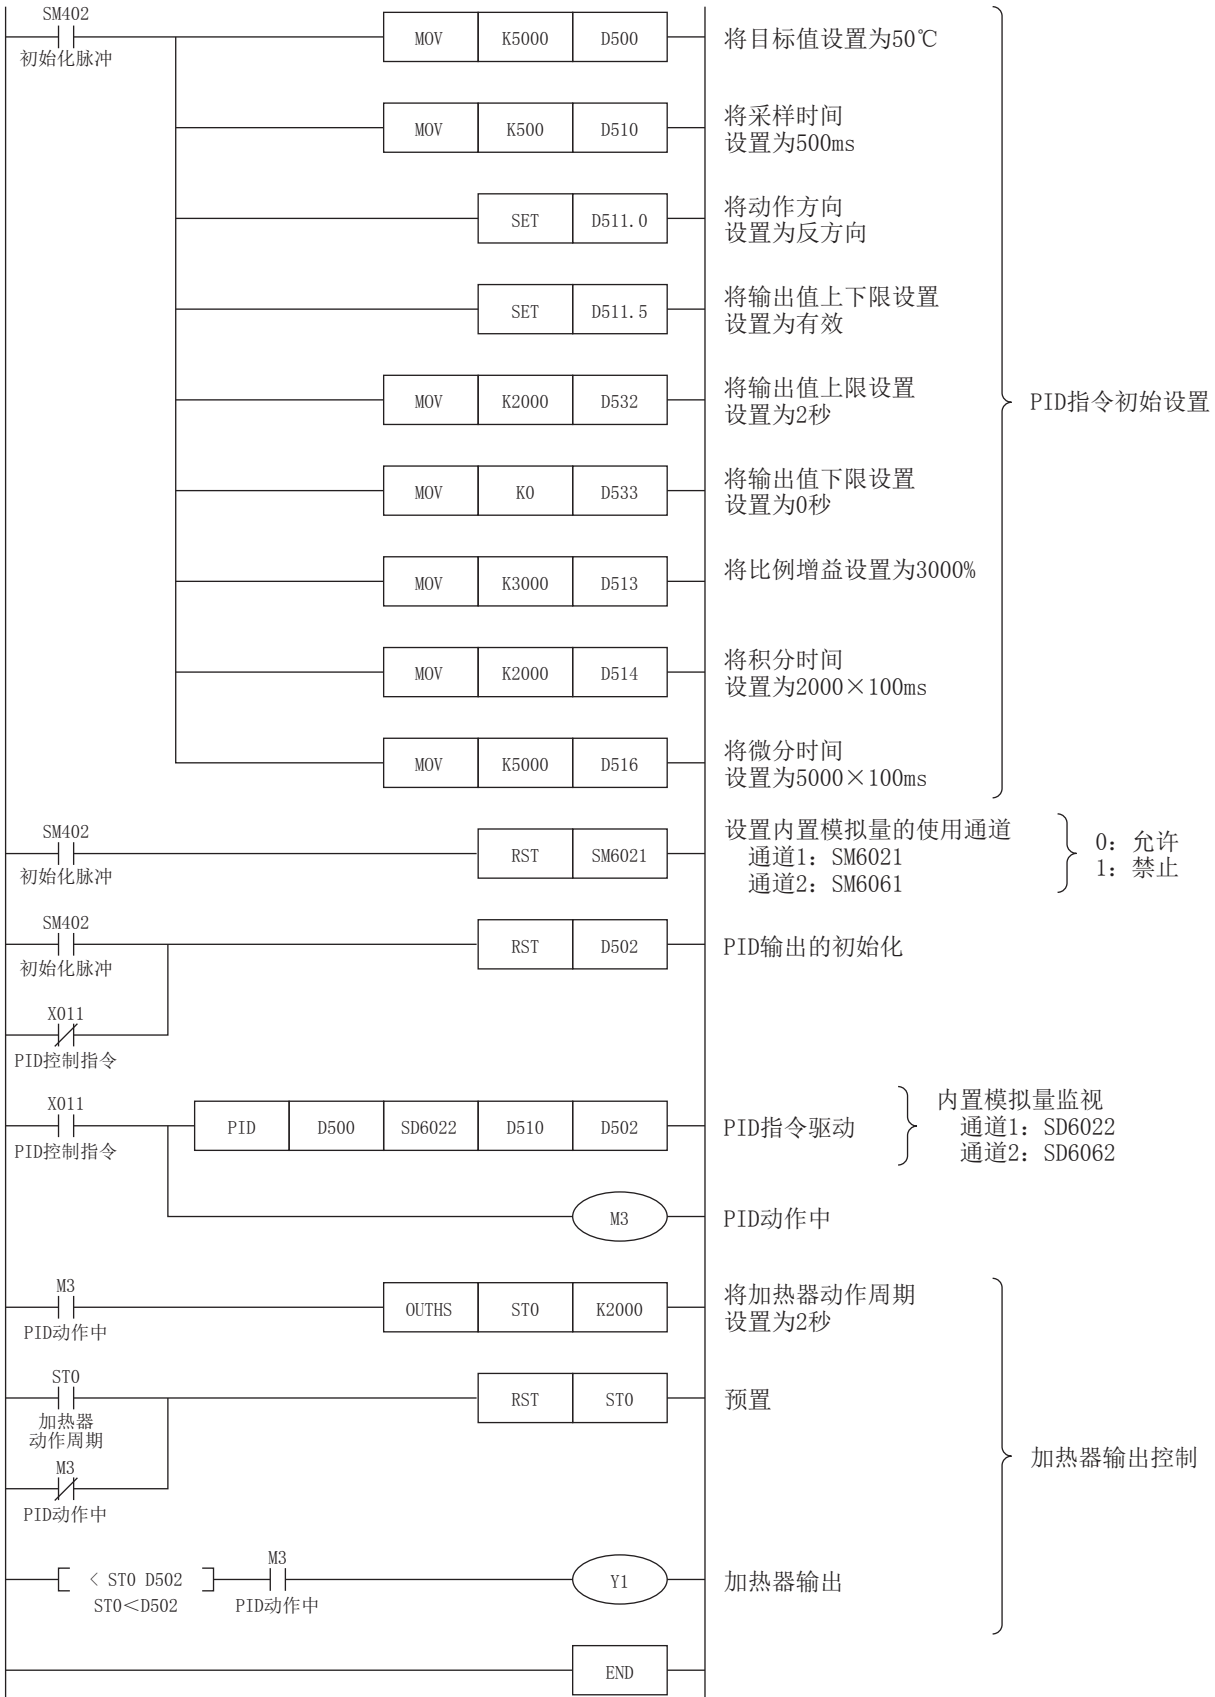 SM402
初始化脉冲
MOV K5000 D500
将目标值设置为50℃
MOV K500 D510
将采样时间
设置为500ms
SET D511.0
将动作方向
设置为反方向
SET D511.5
将输出值上下限设置
设置为有效
MOV K2000 D532
将输出值上限设置
设置为2秒
PID指令初始设置
MOV K0 D533
将输出值下限设置
设置为0秒
MOV K3000 D513
将比例增益设置为3000%
MOV K2000 D514
将积分时间
设置为2000×100ms
MOV K5000 D516
将微分时间
设置为5000×100ms
SM402
初始化脉冲
RST SM6021
设置内置模拟量的使用通道
通道1：SM6021
通道2：SM6061
0：允许
1：禁止
SM402
初始化脉冲
RST D502
PID输出的初始化
X011
PID控制指令
X011
PID控制指令
PID D500 SD6022 D510 D502
PID指令驱动
内置模拟量监视
通道1：SD6022
通道2：SD6062
M3
PID动作中
M3
PID动作中
OUTHS ST0 K2000
将加热器动作周期
设置为2秒
ST0
加热器
动作周期
RST ST0
预置
M3
PID动作中
加热器输出控制
< ST0 D502
ST0＜D502
M3
PID动作中
Y1
加热器输出
END